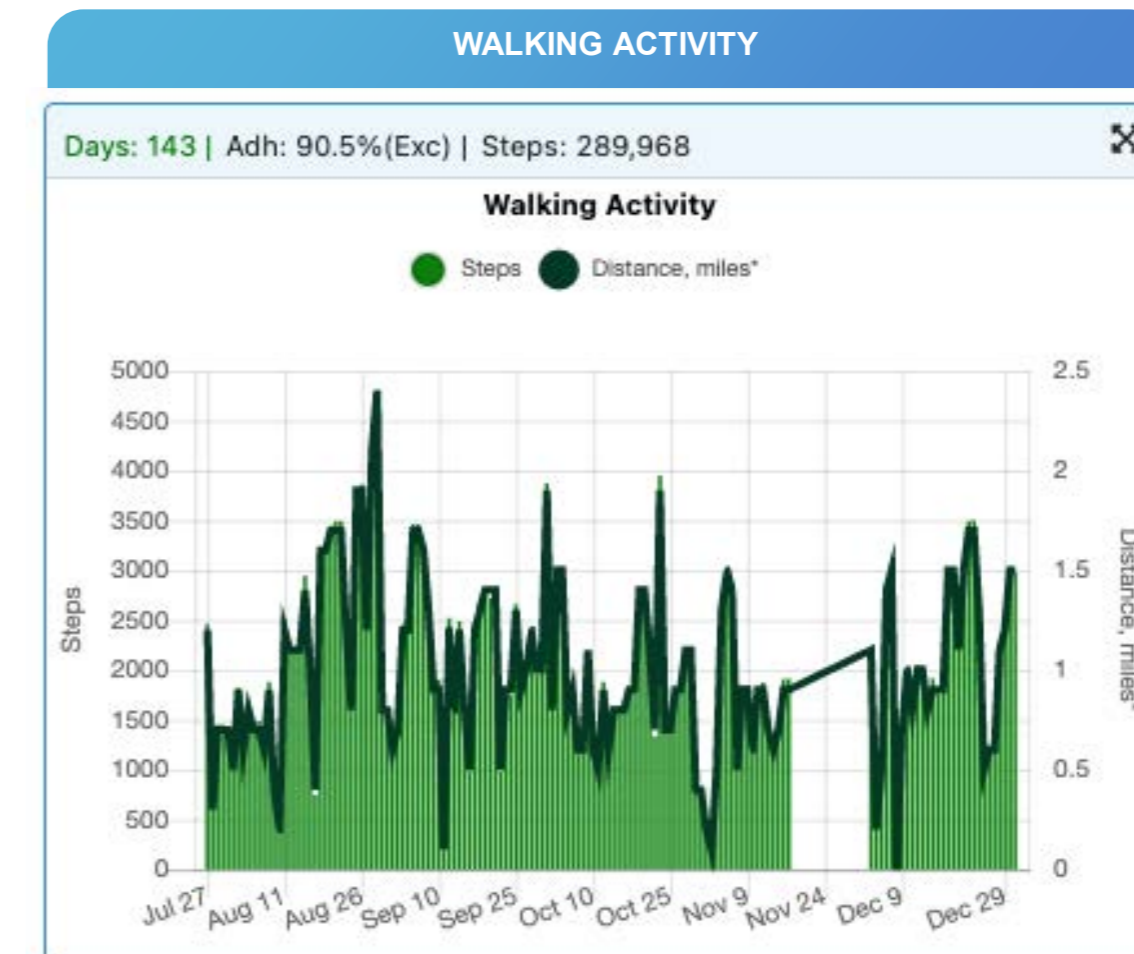 WALKING ACTIVITY
Days: 143 | Adh: 90.5%(Exc) | Steps: 289,968
Walking Activity
Steps
Distance, miles*
5000
4500
4000
3500
3000
2500
2000
1500
1000
500
0
Steps
2.5
2
1.5
1
0.5
0
Distance, miles*
Jul 27
Aug 11
Aug 26
Sep 10
Sep 25
Oct 10
Oct 25
Nov 9
Nov 24
Dec 9
Dec 29